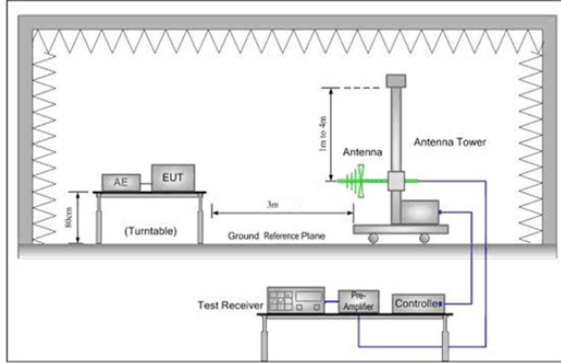 1m to 4m
Antenna
Antenna Tower
AE
EUT
80cm
(Turntable)
3m
Ground Reference Plane
Test Receiver
Pre-
Amplifier
Controller